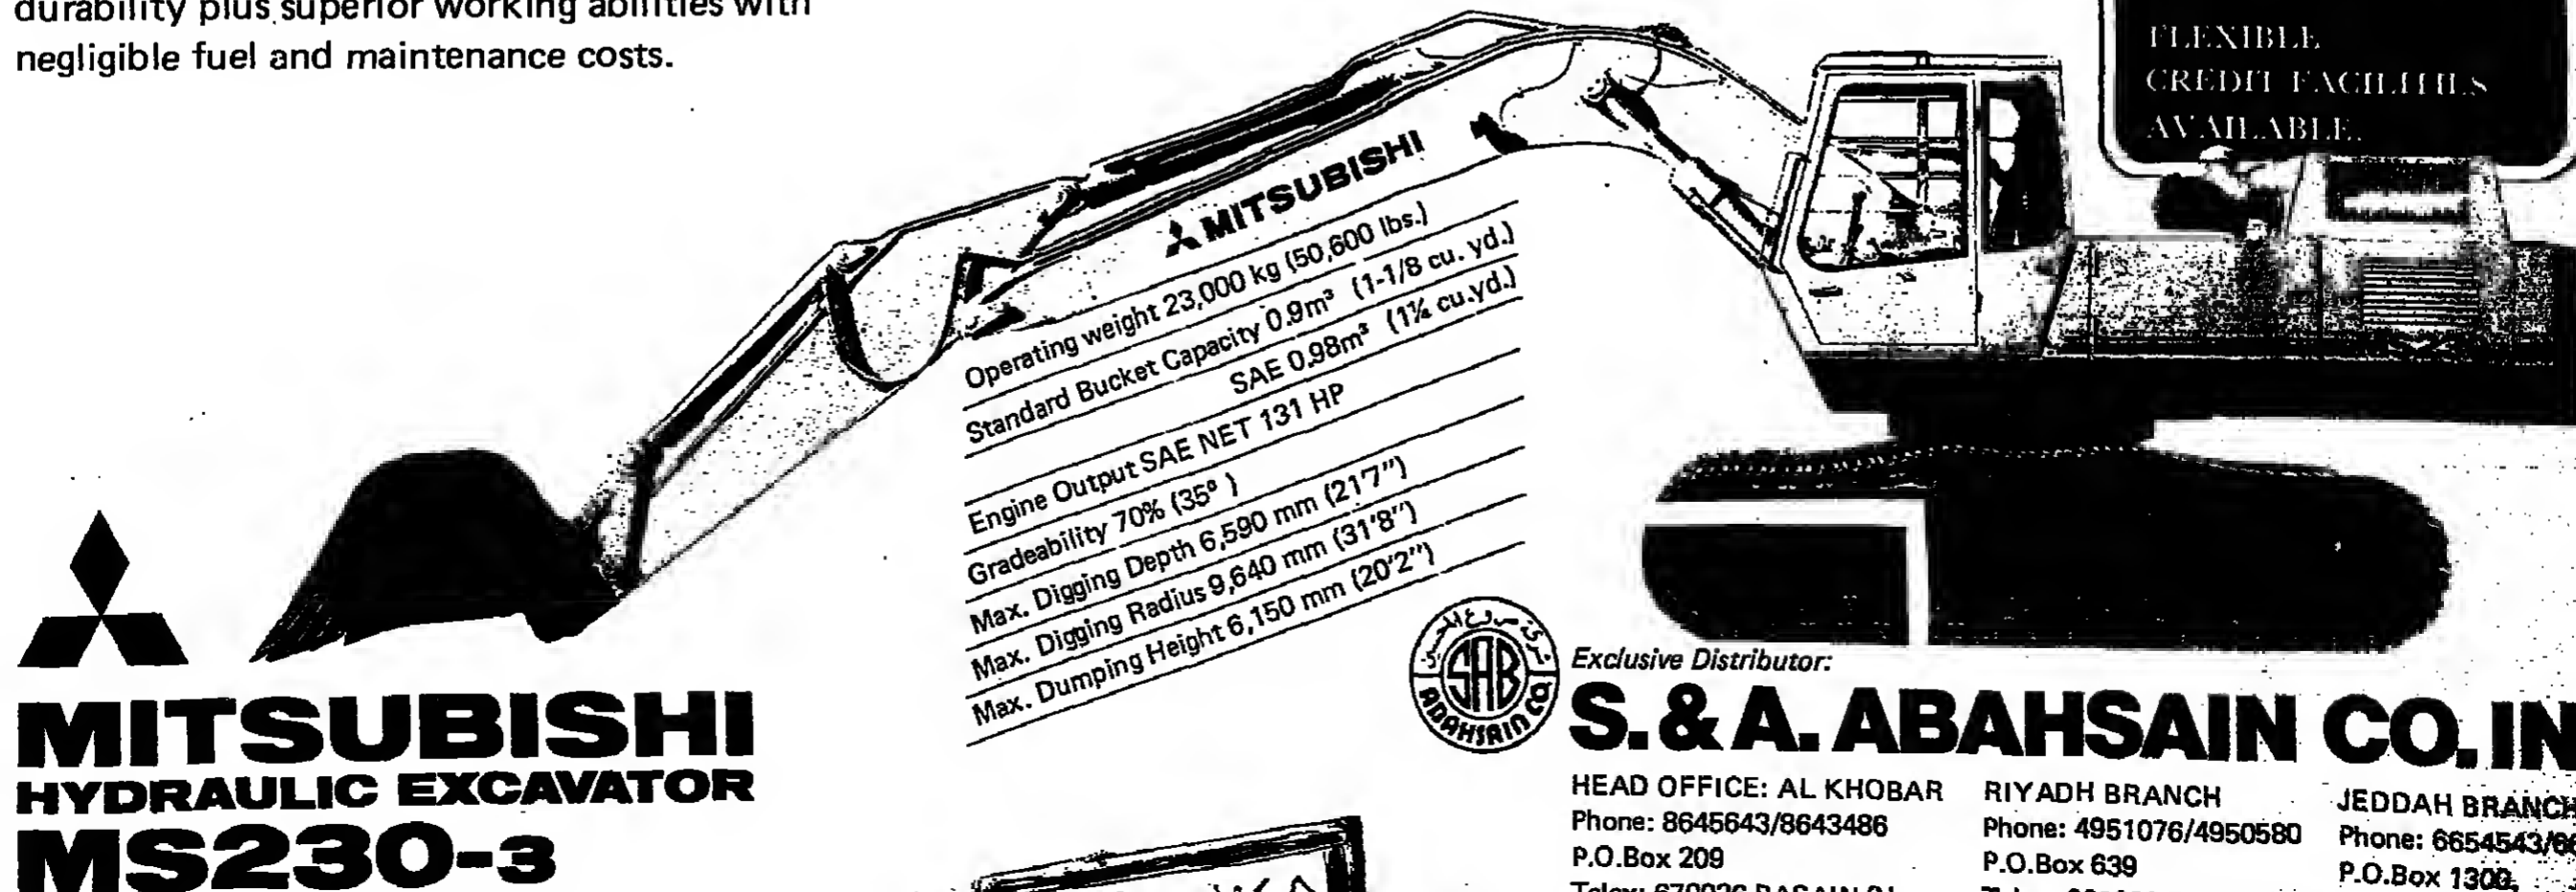 durability plus superior working abilities with
negligible fuel and maintenance costs.
FLEXIBLE
CREDIT FACILITIES
AVAILABLE.
MITSUBISHI
Operating weight 23,000 kg (50,600 lbs.)
Standard Bucket Capacity 0.9m³ (1-1/8 cu. yd.)
SAE 0.98m³ (1¼ cu.yd.)
Engine Output SAE NET 131 HP
Gradeability 70% (35°)
Max. Digging Depth 6,590 mm (21'7")
Max. Digging Radius 9,640 mm (31'8")
Max. Dumping Height 6,150 mm (20'2")
MITSUBISHI
HYDRAULIC EXCAVATOR
MS230-3
SAB
ABAHSAIN CO.
Exclusive Distributor:
S.&A. ABAHSAIN CO. IN
HEAD OFFICE: AL KHOBAR
Phone: 8645643/8643486
P.O.Box 209
RIYADH BRANCH
Phone: 4951076/4950580
P.O.Box 639
JEDDAH BRANCH
Phone: 6654543/66
P.O.Box 1300,